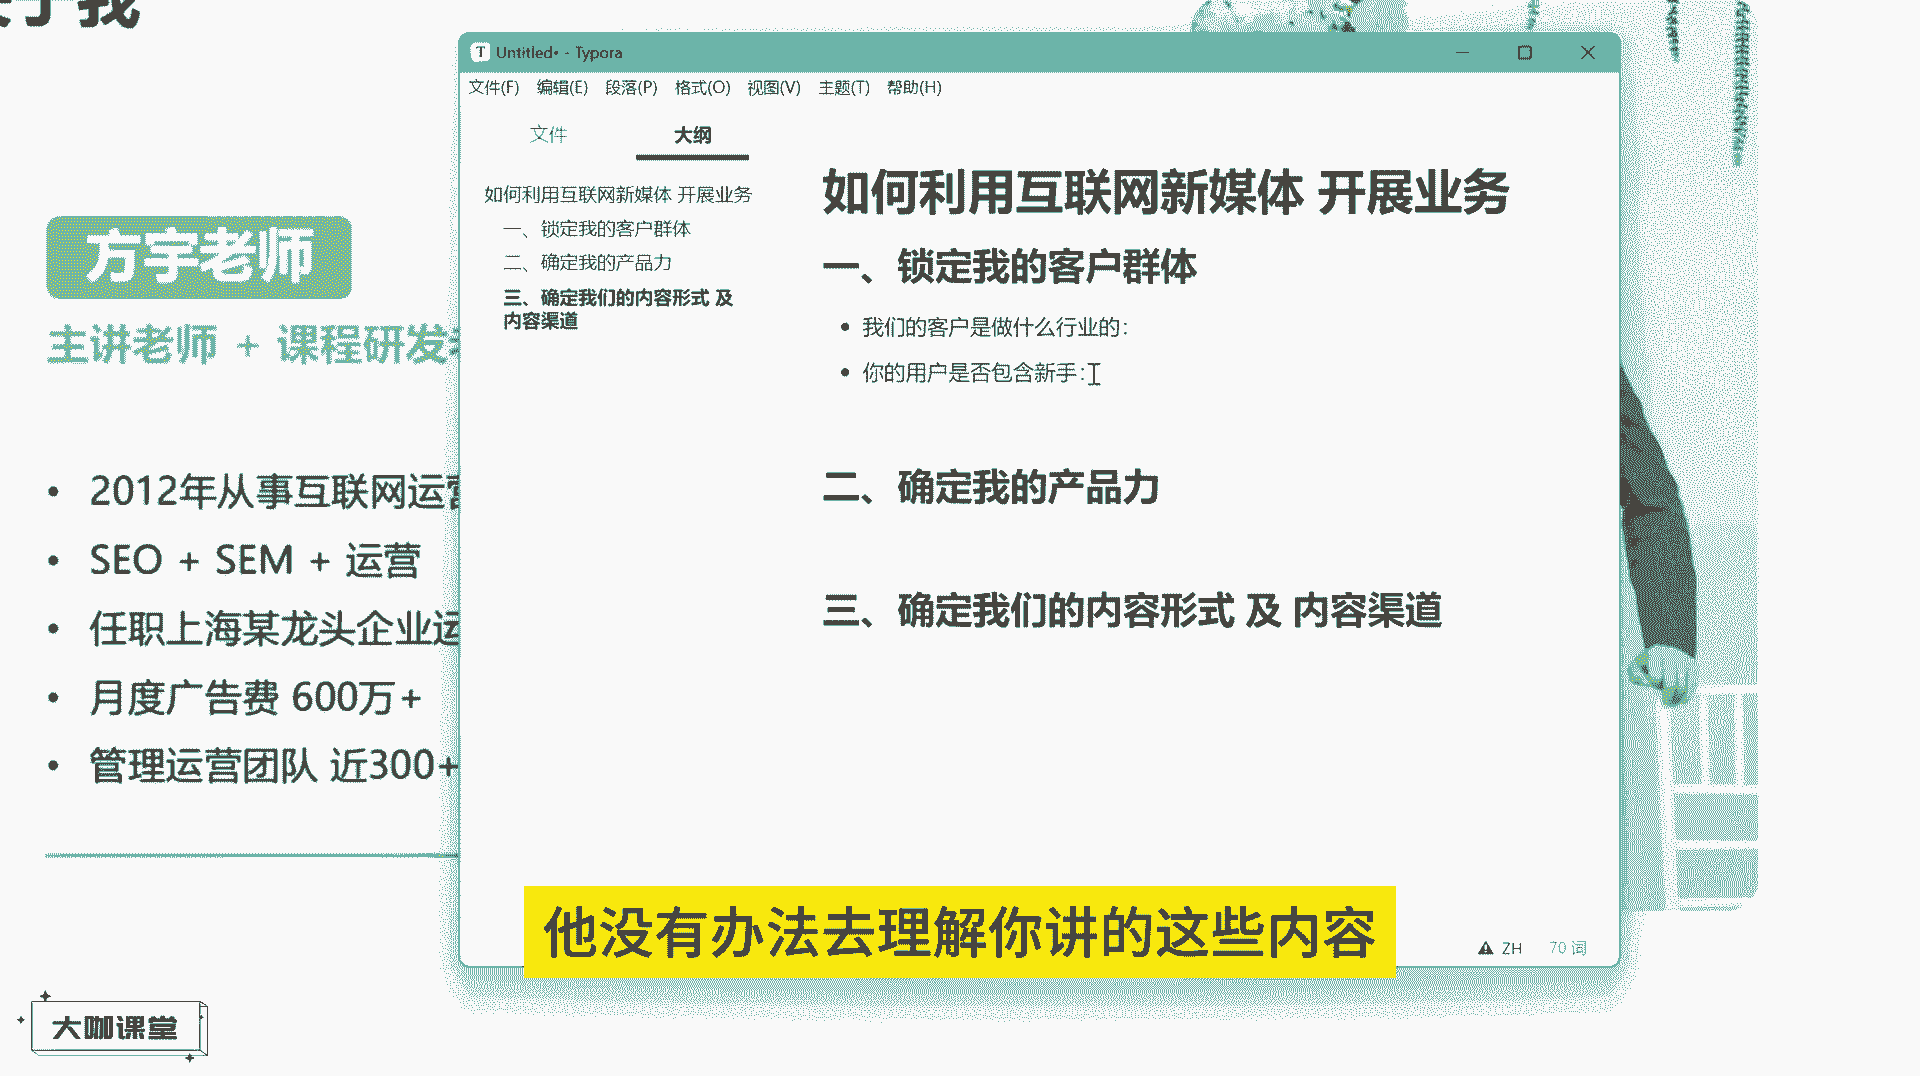 于我
方宇老师
主讲老师 + 课程研发
2012年从事互联网运营
SEO + SEM + 运营
任职上海某龙头企业运
月度广告费 600万+
管理运营团队 近300+
大咖课堂
Untitled• - Typora
文件(F) 编辑(E) 段落(P) 格式(O) 视图(V) 主题(T) 帮助(H)
文件 大纲
如何利用互联网新媒体 开展业务
一、锁定我的客户群体
二、确定我的产品力
三、确定我们的内容形式 及
内容渠道
如何利用互联网新媒体 开展业务
一、锁定我的客户群体
我们的客户是做什么行业的：
你的用户是否包含新手：
二、确定我的产品力
三、确定我们的内容形式 及 内容渠道
他没有办法去理解你讲的这些内容
ZH 70 词